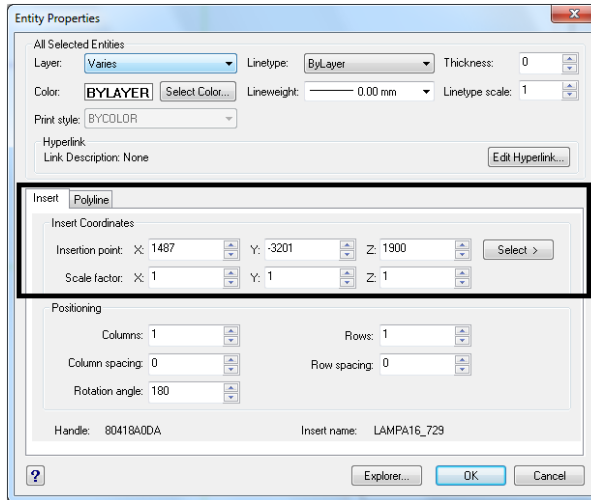 Entity Properties
x
All Selected Entities
Layer: Varies Linetype: ByLayer Thickness: 0
Color: BYLAYER Select Color... Lineweight: 0.00 mm Linetype scale: 1
Print style: BYCOLOR
Hyperlink
Link Description: None Edit Hyperlink...
Insert Polyline
Insert Coordinates
Insertion point: X: 1487 Y: -3201 Z: 1900 Select >
Scale factor: X: 1 Y: 1 Z: 1
Positioning
Columns: 1 Rows: 1
Column spacing: 0 Row spacing: 0
Rotation angle: 180
Handle: 80418A0DA Insert name: LAMPA16_729
? Explorer... OK Cancel